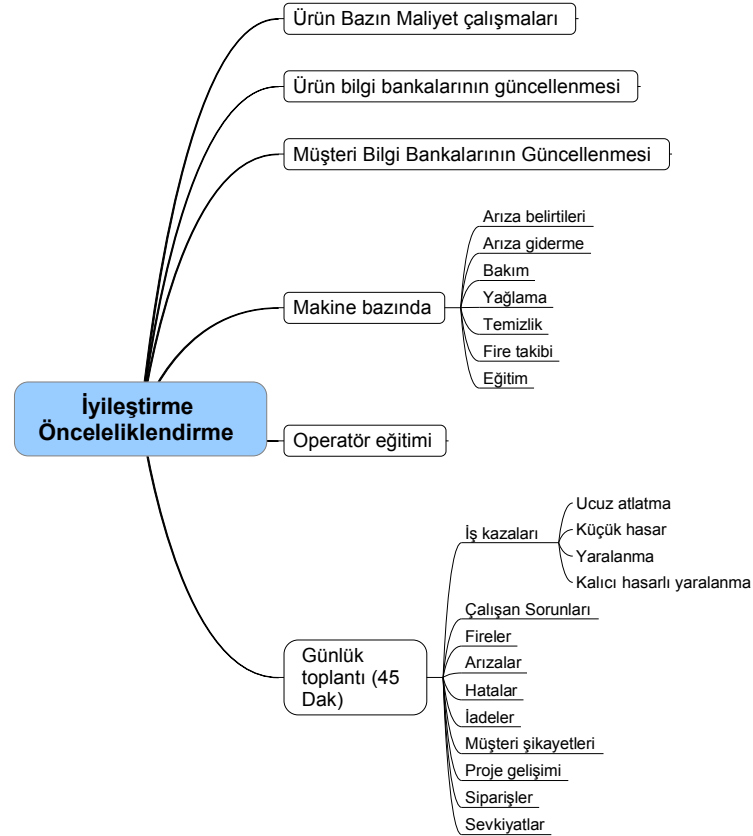 Ürün Bazın Maliyet çalışmaları
Ürün bilgi bankalarının güncellenmesi
Müşteri Bilgi Bankalarının Güncellenmesi
Makine bazında
Arıza belirtileri
Arıza giderme
Bakım
Yağlama
Temizlik
Fire takibi
Eğitim
İyileştirme
Önceleliklendirme
Operatör eğitimi
Günlük
toplantı (45
Dak)
İş kazaları
Ucuz atlatma
Küçük hasar
Yaralanma
Kalıcı hasarlı yaralanma
Çalışan Sorunları
Fireler
Arızalar
Hatalar
İadeler
Müşteri şikayetleri
Proje gelişimi
Siparişler
Sevkiyatlar